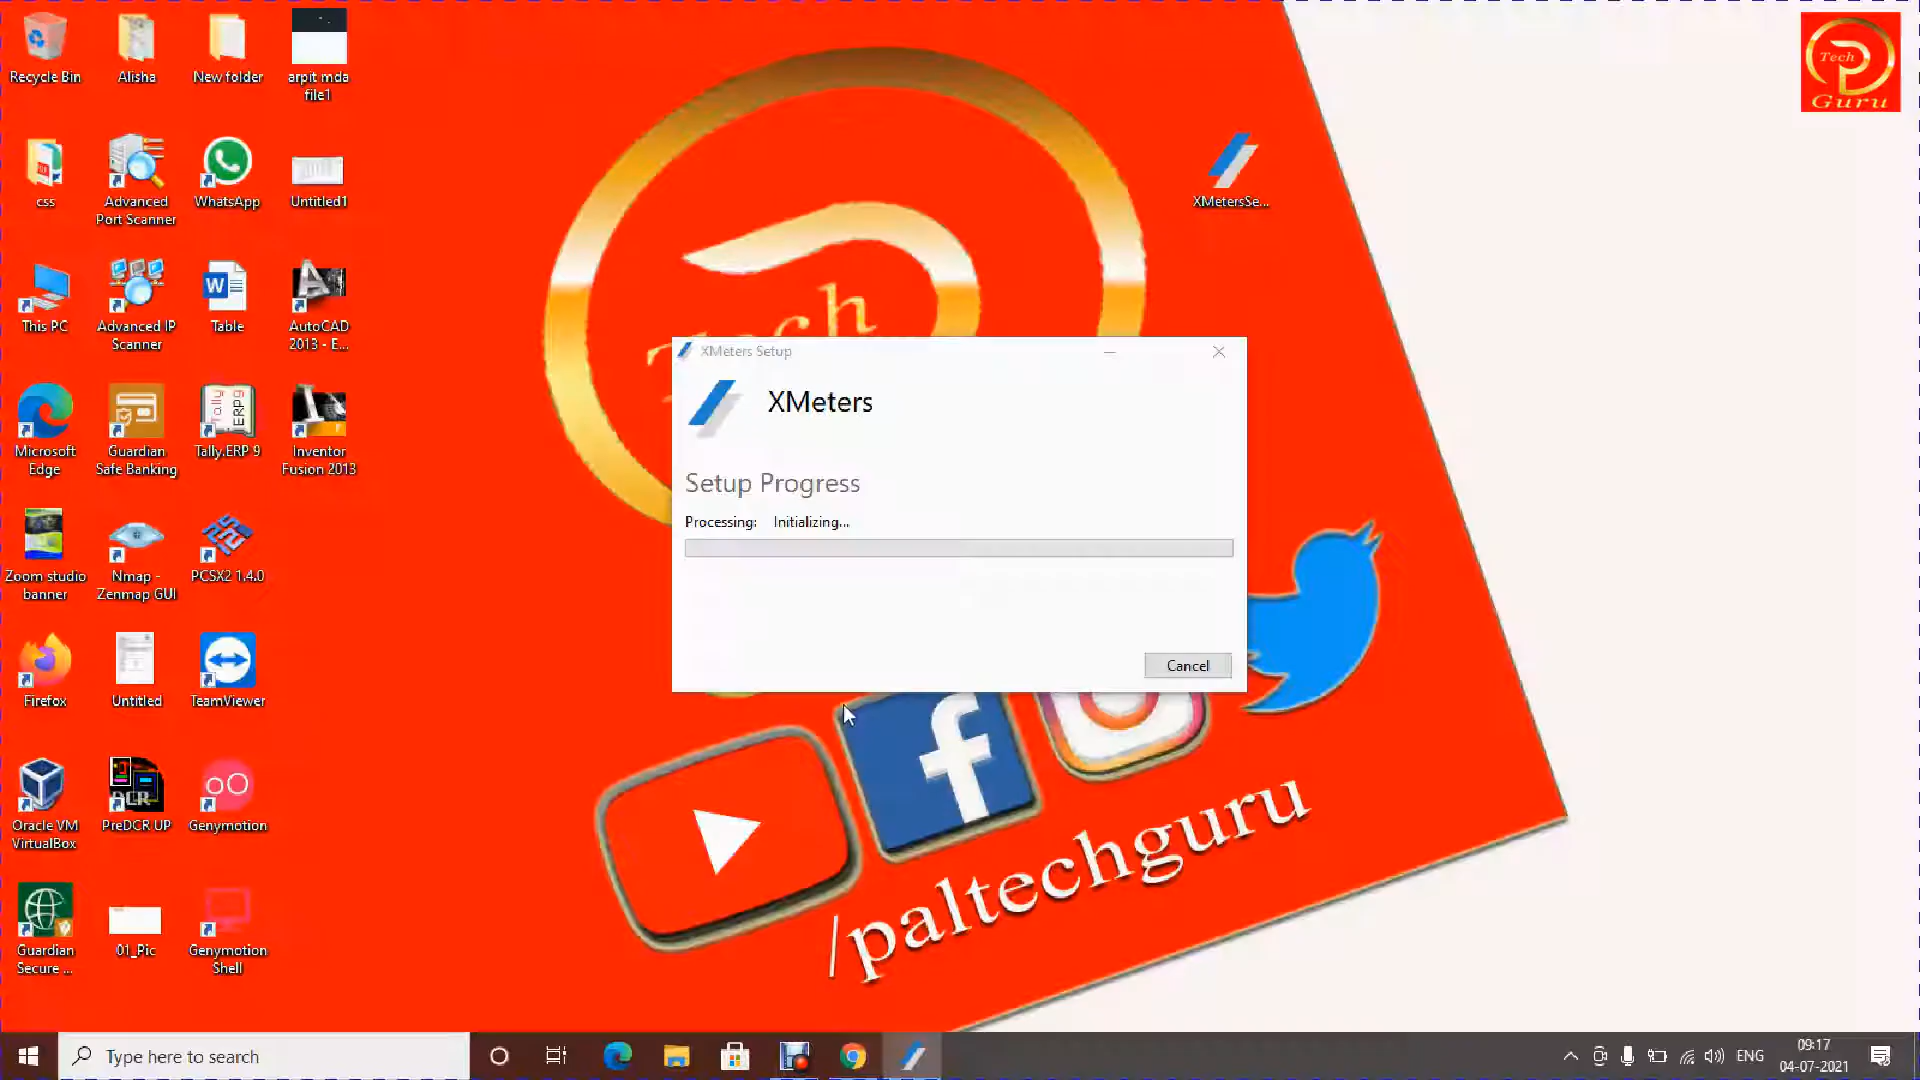 Recycle Bin
Alisha
New folder
arpit mda
file1
css
Advanced
Port Scanner
WhatsApp
Untitled1
This PC
Advanced IP
Scanner
Table
AutoCAD
2013 - E...
Microsoft
Edge
Guardian
Safe Banking
Tally.ERP 9
Inventor
Fusion 2013
Zoom studio
banner
Nmap -
Zenmap GUI
PCSX2 1.4.0
Firefox
Untitled
TeamViewer
Oracle VM
VirtualBox
PreDCR UP
Genymotion
Guardian
Secure ...
01_Pic
Genymotion
Shell
XMetersSe...
Tech
Guru
Tech
XMeters Setup
XMeters
Setup Progress
Processing: Initializing...
Cancel
/paltechguru
Type here to search
ENG
09:17
04-07-2021